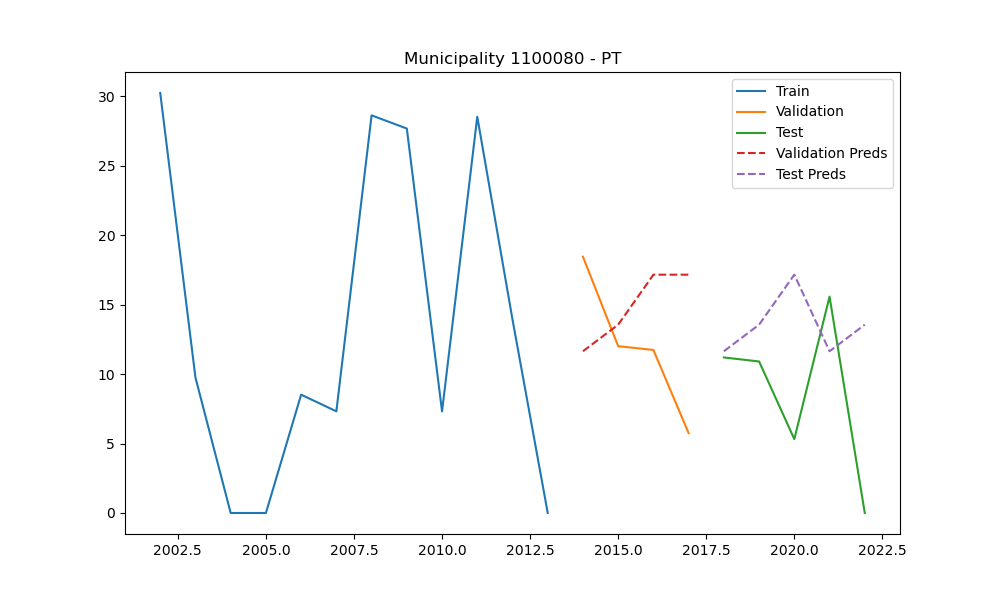 Municipality 1100080 - PT
Train
Validation
Test
Validation Preds
Test Preds
30
25
20
15
10
5
0
2002.5 2005.0 2007.5 2010.0 2012.5 2015.0 2017.5 2020.0 2022.5